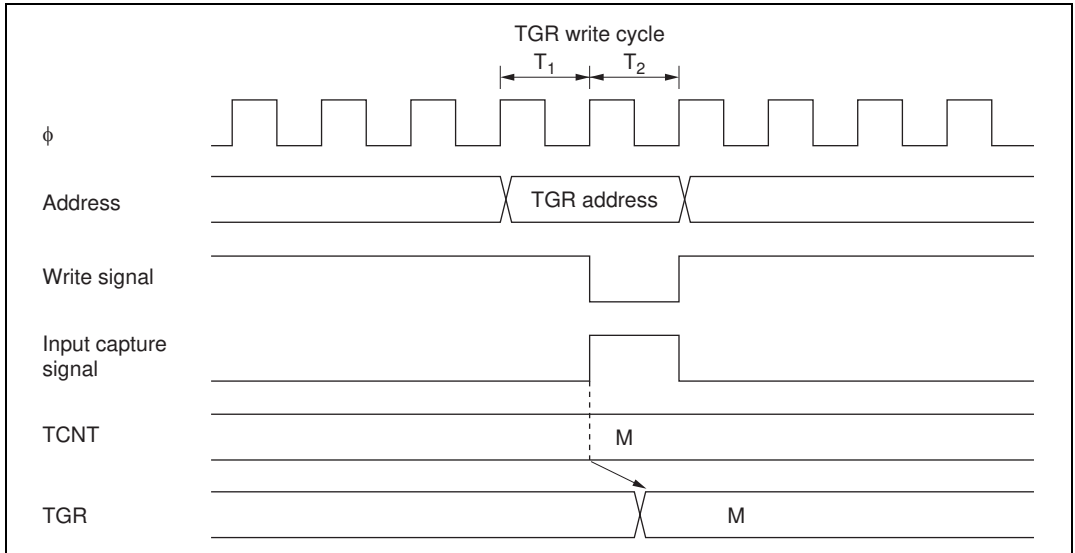 TGR write cycle
T1 T2
ϕ
Address
TGR address
Write signal
Input capture
signal
TCNT
M
TGR
M